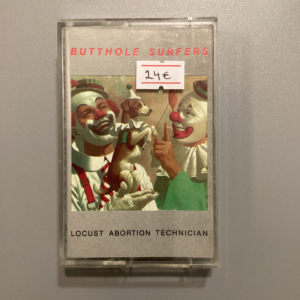 BUTTHOLE SURFERS
24€
LOCUST ABORTION TECHNICIAN